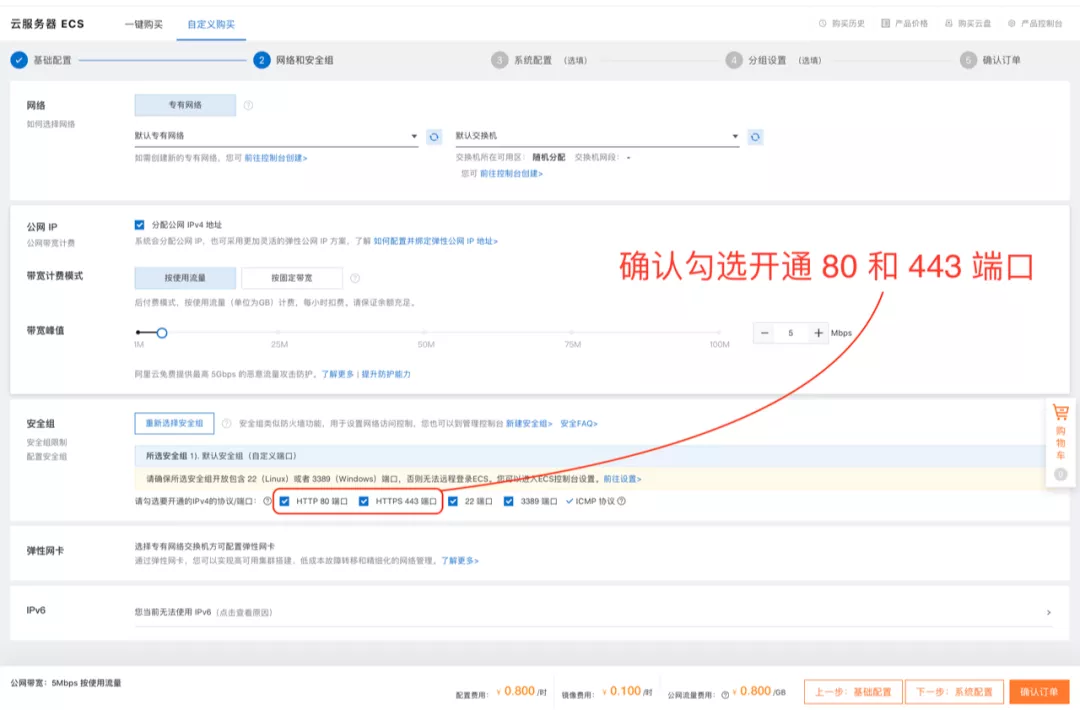 云服务器 ECS 一键购买 自定义购买 购买历史 产品价格 购买云盘 产品控制台
基础配置 2 网络和安全组 3 系统配置 (选填) 4 分组设置 (选填) 5 确认订单
网络 专有网络
如何选择网络
默认专有网络 默认交换机
如需创建新的专有网络，您可 前往控制台创建> 交换机所在可用区： 随机分配 交换机网段： -
您可 前往控制台创建>
公网 IP 分配公网 IPv4 地址
公网带宽计费 系统会分配公网 IP，也可采用更加灵活的弹性公网 IP 方案，了解 如何配置并绑定弹性公网 IP 地址>
确认勾选开通 80 和 443 端口
带宽计费模式 按使用流量 按固定带宽
后付费模式，按使用流量（单位为GB）计费，每小时扣费。请保证余额充足。
带宽峰值 − 5 + Mbps
1M 25M 50M 75M 100M
阿里云免费提供最高 5Gbps 的恶意流量攻击防护。了解更多 | 提升防护能力
安全组 重新选择安全组 安全组类似防火墙功能，用于设置网络访问控制，您也可以到管理控制台 新建安全组> 安全FAQ>
安全组限制
配置安全组 所选安全组 1). 默认安全组（自定义端口）
请确保所选安全组开放包含 22（Linux）或者 3389（Windows）端口，否则无法远程登录ECS。您可以进入ECS控制台设置。前往设置>
请勾选要开通的IPv4的协议/端口： HTTP 80 端口 HTTPS 443 端口 22 端口 3389 端口 ICMP 协议
购物车
0
弹性网卡 选择专有网络交换机方可配置弹性网卡
通过弹性网卡，您可以实现高可用集群搭建、低成本故障转移和精细化的网络管理。了解更多>
IPv6 您当前无法使用 IPv6（点击查看原因）
公网带宽：5Mbps 按使用流量
配置费用： ¥ 0.800 /时 镜像费用： ¥ 0.100 /时 公网流量费用： ¥ 0.800 /GB 上一步：基础配置 下一步：系统配置 确认订单